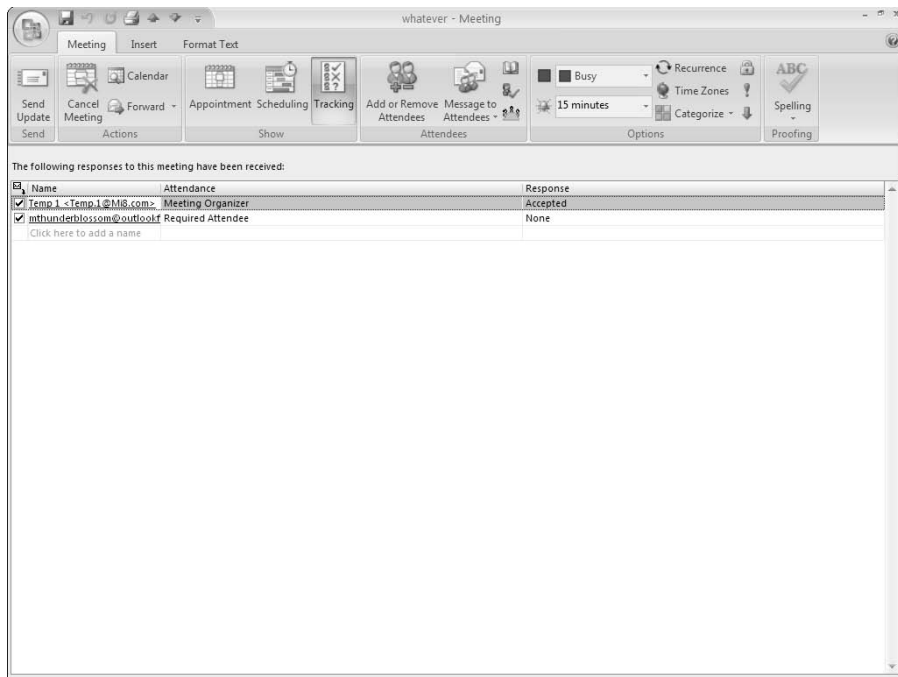 whatever - Meeting
Meeting Insert Format Text
Send Update
Cancel Meeting
Calendar
Forward
Appointment Scheduling Tracking
Add or Remove Attendees
Message to Attendees
Busy
15 minutes
Recurrence
Time Zones
Categorize
ABC
Spelling
Send Actions Show Attendees Options Proofing
The following responses to this meeting have been received:
Name Attendance Response
Temp 1 <Temp.1@Mi8.com> Meeting Organizer Accepted
mthunderblossom@outlookf Required Attendee None
Click here to add a name